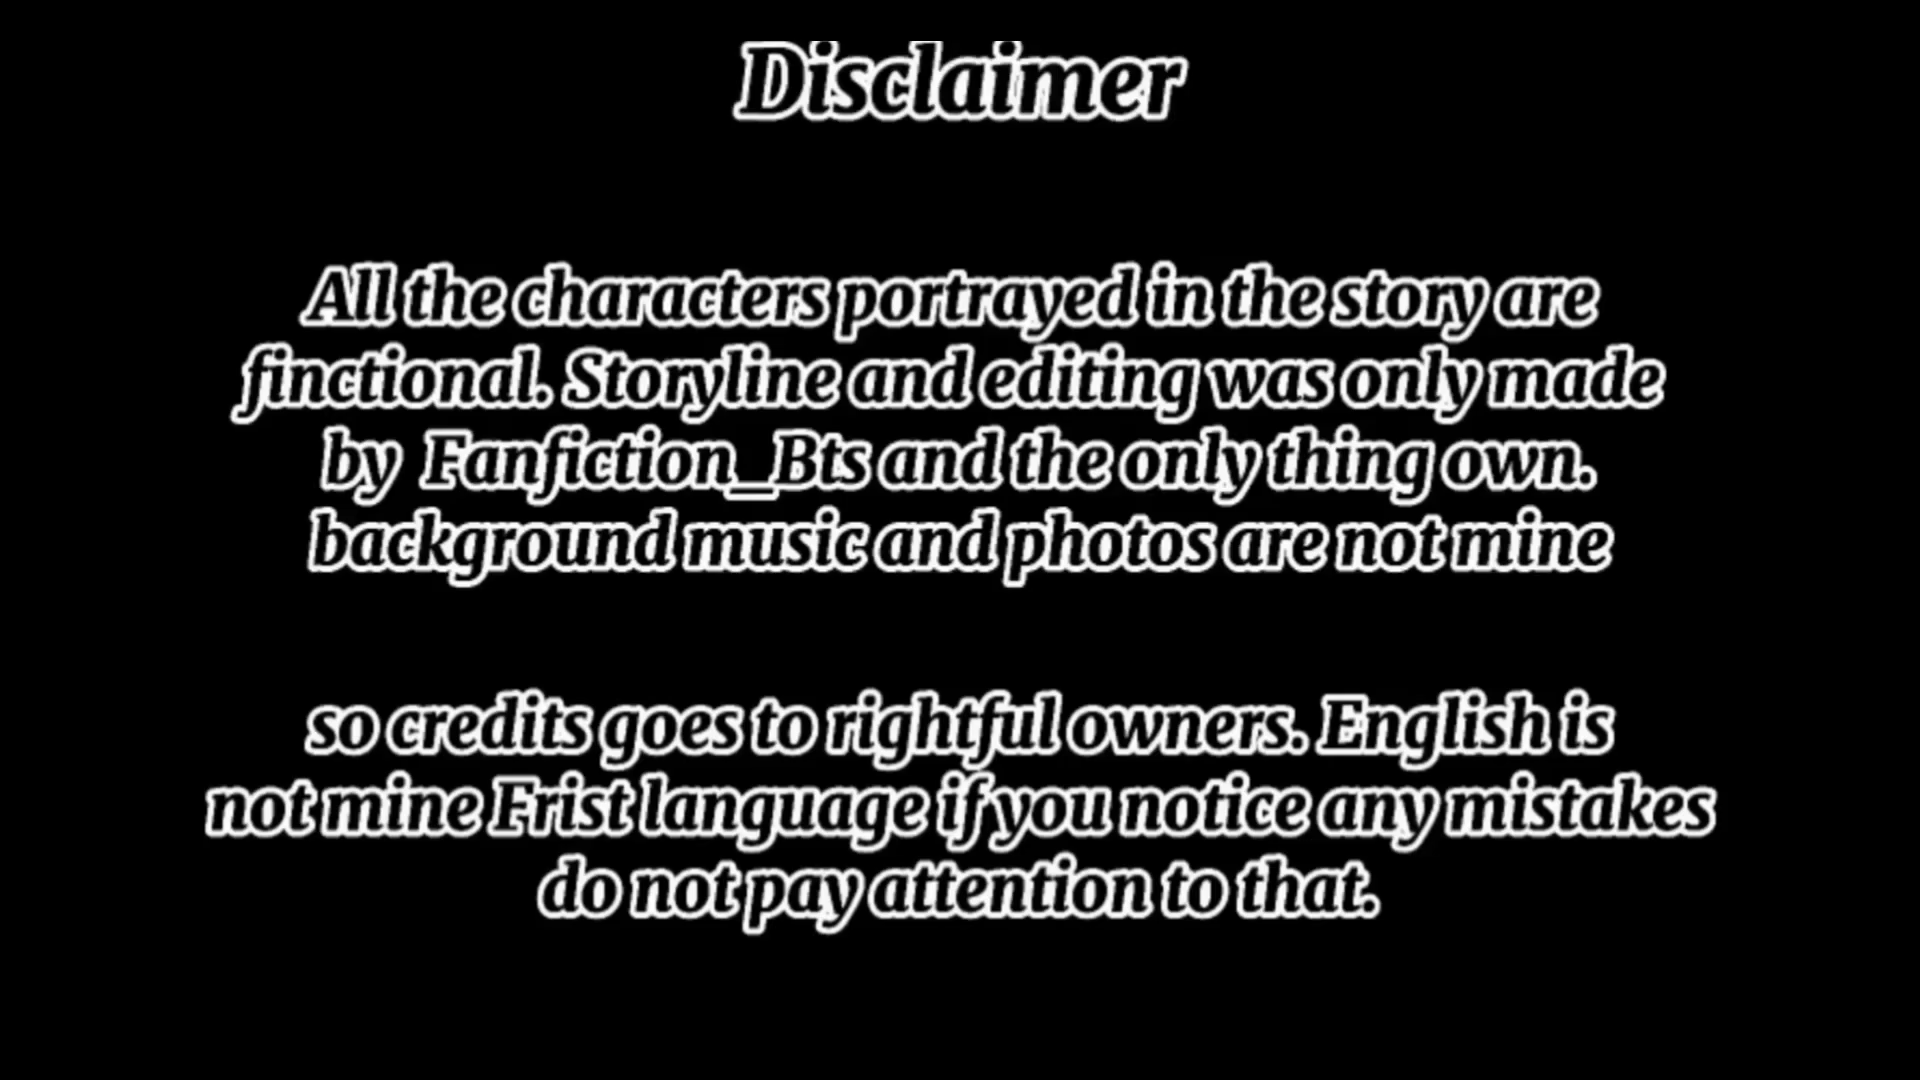 Disclaimer
All the characters portrayed in the story are
finctional. Storyline and editing was only made
by Fanfiction_Bts and the only thing own.
background music and photos are not mine
so credits goes to rightful owners. English is
not mine Frist language if you notice any mistakes
do not pay attention to that.